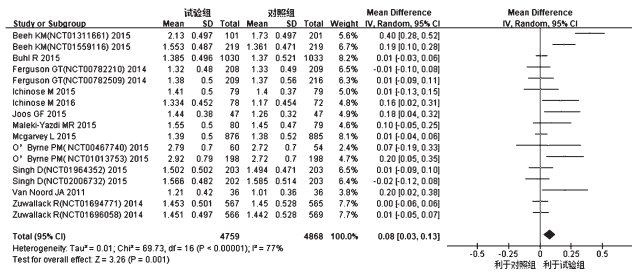 试验组 对照组 Mean Difference Mean Difference
Study or Subgroup Mean SD Total Mean SD Total Weight IV, Random, 95% CI IV, Random, 95% CI
Beeh KM(NCT01311661) 2015 2.13 0.497 101 1.73 0.497 201 5.6% 0.40 [0.28, 0.52]
Beeh KM(NCT01559116) 2015 1.553 0.487 219 1.361 0.471 219 6.7% 0.19 [0.10, 0.28]
Buhl R 2015 1.385 0.496 1030 1.37 0.521 1033 8.2% 0.01 [-0.03, 0.06]
Ferguson GT(NCT00782210) 2014 1.32 0.48 208 1.33 0.49 209 6.6% -0.01 [-0.10, 0.08]
Ferguson GT(NCT00782509) 2014 1.38 0.5 209 1.37 0.56 216 6.3% 0.01 [-0.09, 0.11]
Ichinose M 2015 1.41 0.5 79 1.4 0.37 79 5.1% 0.01 [-0.13, 0.15]
Ichinose M 2016 1.334 0.452 78 1.17 0.454 72 4.9% 0.16 [0.02, 0.31]
Joos GF 2015 1.44 0.38 47 1.26 0.32 47 5.0% 0.18 [0.04, 0.32]
Maleki-Yazdi MR 2015 1.55 0.5 80 1.45 0.47 79 4.8% 0.10 [-0.05, 0.25]
Mcgarvey L 2015 1.39 0.5 876 1.38 0.52 885 8.1% 0.01 [-0.04, 0.06]
O' Byrne PM( NCT00467740) 2015 2.79 0.7 60 2.72 0.7 54 2.8% 0.07 [-0.19, 0.33]
O' Byrne PM( NCT01013753) 2015 2.92 0.79 198 2.72 0.7 198 4.9% 0.20 [0.05, 0.35]
Singh D(NCT01964352) 2015 1.502 0.502 203 1.494 0.471 203 6.5% 0.01 [-0.09, 0.10]
Singh D(NCT02006732) 2015 1.566 0.482 202 1.585 0.514 203 6.4% -0.02 [-0.12, 0.08]
Van Noord JA 2011 1.21 0.42 36 1.01 0.36 36 3.9% 0.20 [0.02, 0.38]
Zuwallack R(NCT01694771) 2014 1.453 0.501 567 1.45 0.528 565 7.7% 0.00 [-0.06, 0.06]
Zuwallack R(NCT01696058) 2014 1.451 0.497 566 1.442 0.528 569 7.7% 0.01 [-0.05, 0.07]
Total (95% CI) 4759 4868 100.0% 0.08 [0.03, 0.13]
Heterogeneity: Tau² = 0.01; Chi² = 69.73, df = 16 (P < 0.00001); I² = 77%
Test for overall effect: Z = 3.26 (P = 0.001)
-1 -0.5 0 0.5 1
利于对照组 利于试验组